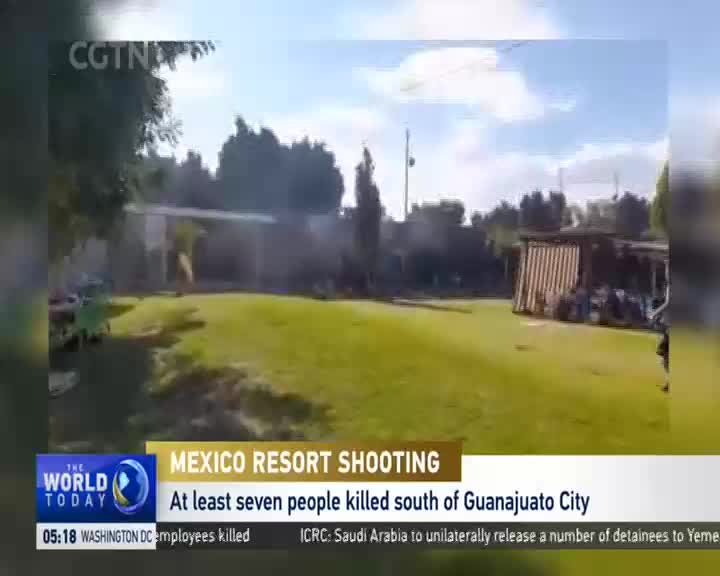 CGTN
MEXICO RESORT SHOOTING
THE
WORLD
TODAY
At least seven people killed south of Guanajuato City
05:18 WASHINGTON DC
employees killed ICRC: Saudi Arabia to unilaterally release a number of detainees to Yeme